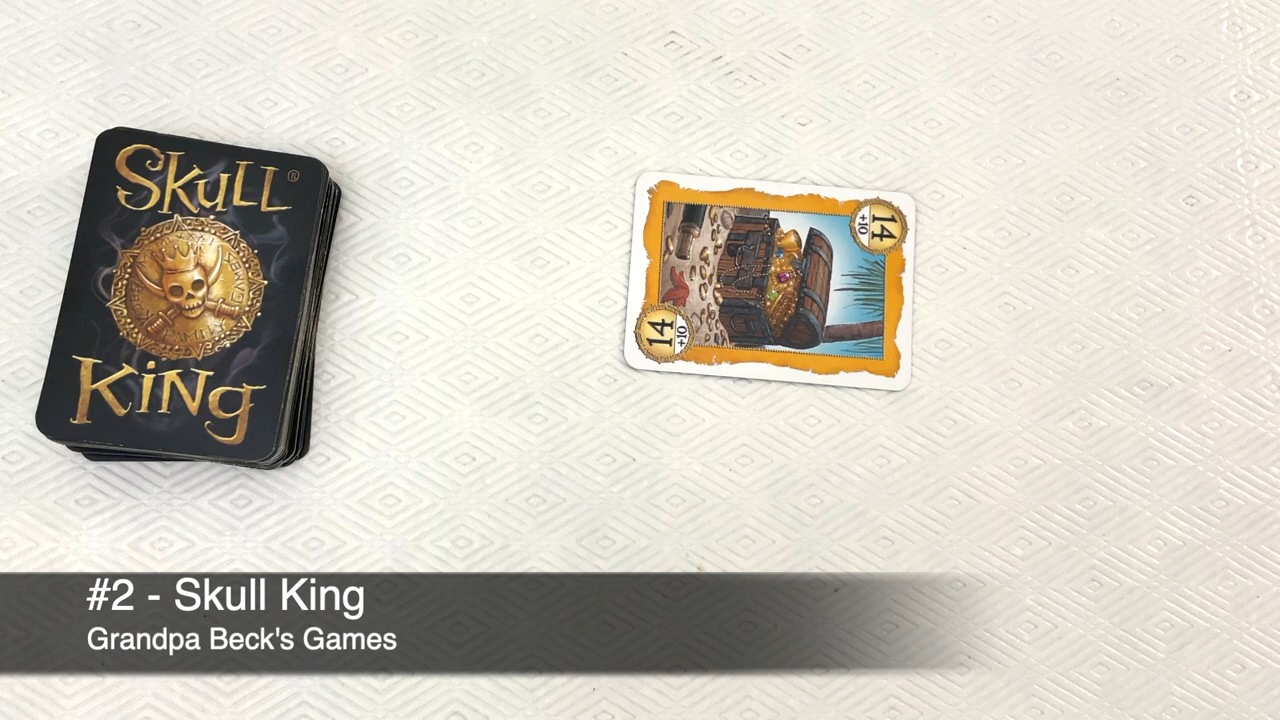 Skull
®
King
14
+10
14
+10
#2 - Skull King
Grandpa Beck's Games